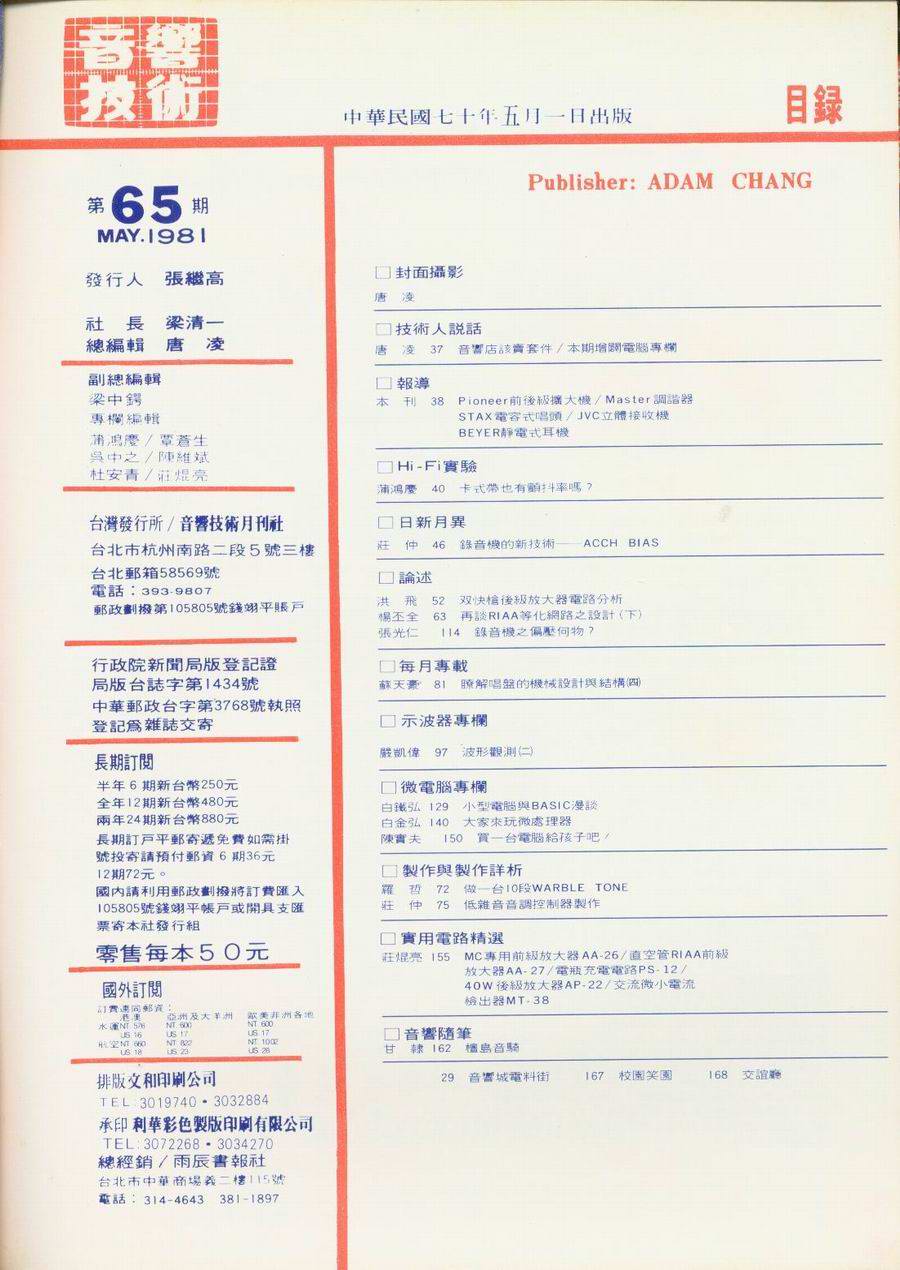 音響
技術
中華民國七十年五月一日出版
目録
第65期
MAY.1981
發行人 張繼高
社 長 梁清一
總編輯 唐 凌
副總編輯
梁中鍔
專欄編輯
蒲鴻慶／覃蒼生
吳中之／陳維斌
杜安青／莊焜亮
台灣發行所／音響技術月刊社
台北市杭州南路二段5號三樓
台北郵箱58569號
電話：393-9807
郵政劃撥第105805號錢翊平賬戶
行政院新聞局版登記證
局版台誌字第1434號
中華郵政台字第3768號執照
登記為雜誌交寄
長期訂閱
半年6期新台幣250元
全年12期新台幣480元
兩年24期新台幣880元
長期訂戶平郵寄遞免費如需掛
號投寄請預付郵資6期36元
12期72元。
國內請利用郵政劃撥將訂費匯入
105805號錢翊平帳戶或開具支匯
票寄本社發行組
零售每本50元
國外訂閱
訂費連同郵資：
港澳 亞洲及大羊洲 歐美非洲各地
水運NT.576 NT.600 NT.600
US.16 US.17 US.17
航空NT.660 NT.822 NT.1002
US.18 US.23 US.28
排版文和印刷公司
TEL:3019740・3032884
承印利華彩色製版印刷有限公司
TEL:3072268・3034270
總經銷／雨辰書報社
台北市中華商場義二樓115號
電話：314-4643 381-1897
Publisher: ADAM CHANG
□封面攝影
唐 凌
□技術人説話
唐 凌 37 音響店該賣套件／本期增闢電腦專欄
□報導
本 刊 38 Pioneer前後級擴大機／Master調諧器
STAX電容式唱頭／JVC立體接收機
BEYER靜電式耳機
□Hi-Fi實驗
蒲鴻慶 40 卡式帶也有顫抖率嗎？
□日新月異
莊 仲 46 錄音機的新技術——ACCH BIAS
□論述
洪 飛 52 双快槍後級放大器電路分析
楊丕全 63 再談RIAA等化網路之設計（下）
張光仁 114 錄音機之偏壓何物？
□每月專載
蘇天豪 81 瞭解唱盤的機械設計與結構㈣
□示波器專欄
嚴凱偉 97 波形觀測㈡
□微電腦專欄
白鐵弘 129 小型電腦與BASIC漫談
白金弘 140 大家來玩微處理器
陳實夫 150 買一台電腦給孩子吧！
□製作與製作詳析
羅 哲 72 做一台10段WARBLE TONE
莊 仲 75 低雜音音調控制器製作
□實用電路精選
莊焜亮 155 MC專用前級放大器AA-26／直空管RIAA前級
放大器AA-27／電瓶充電電路PS-12／
40W後級放大器AP-22／交流微小電流
檢出器MT-38
□音響隨筆
甘 棣 162 檀島音騎
29 音響城電料街 167 校園笑園 168 交誼廳